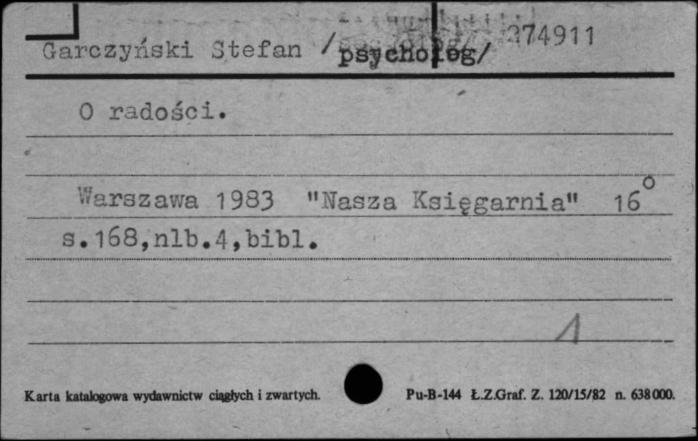 Garczyński Stefan /psycholog/ 274911
O radości.
Warszawa 1983 "Nasza Księgarnia" 16°
s.168,nlb.4,bibl.
1
Karta katalogowa wydawnictw ciągłych i zwartych. Pu-B-144 Ł.Z.Graf. Z. 120/15/82 n. 638000.